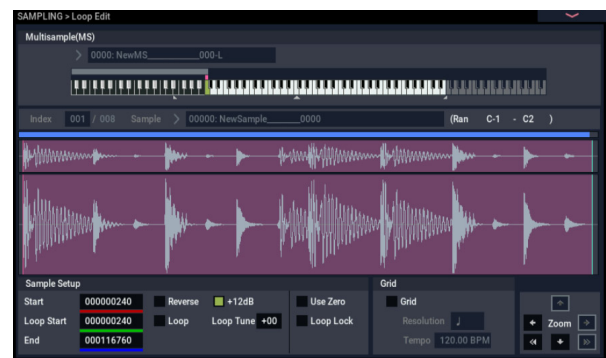 SAMPLING > Loop Edit
Multisample(MS)
0000: NewMS___________000-L
Index 001 / 008 Sample 00000: NewSample_______0000 (Ran C-1 - C2 )
Sample Setup Grid
Start 000000240 Reverse +12dB Use Zero Grid
Loop Start 000000240 Loop Loop Tune +00 Loop Lock Resolution ♩ Zoom
End 000116760 Tempo 120.00 BPM